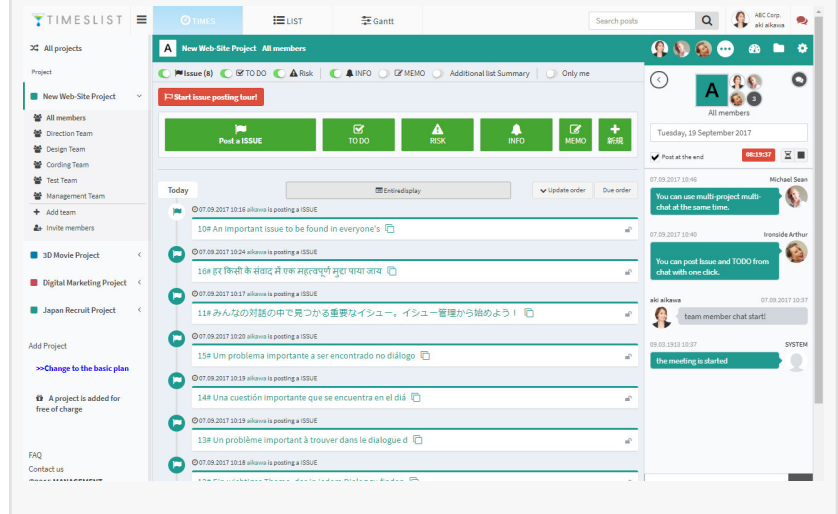 TIMESLIST
TIMES
LIST
Gantt
Search posts
ABC Corp.
aki aikawa
All projects
Project
New Web-Site Project
All members
Direction Team
Design Team
Cording Team
Test Team
Management Team
Add team
Invite members
3D Movie Project
Digital Marketing Project
Japan Recruit Project
Add Project
>>Change to the basic plan
A project is added for
free of charge
FAQ
Contact us
A New Web-Site Project All members
Issue (8) TO DO Risk INFO MEMO Additional list Summary Only me
Start issue posting tour!
Post a ISSUE
TO DO
RISK
INFO
MEMO
新規
Today
Entiredisplay
Update order
Due order
07.09.2017 10:16 aikawa is posting a ISSUE
10# An important issue to be found in everyone's
07.09.2017 10:24 aikawa is posting a ISSUE
16# हर किसी के संवाद में एक महत्वपूर्ण मुद्दा पाया जाय
07.09.2017 10:17 aikawa is posting a ISSUE
11# みんなの対話の中で見つかる重要なイシュー。イシュー管理から始めよう！
07.09.2017 10:20 aikawa is posting a ISSUE
15# Um problema importante a ser encontrado no diálogo
07.09.2017 10:19 aikawa is posting a ISSUE
14# Una cuestión importante que se encuentra en el diá
07.09.2017 10:19 aikawa is posting a ISSUE
13# Un problème important à trouver dans le dialogue d
07.09.2017 10:18 aikawa is posting a ISSUE
A
3
All members
Tuesday, 19 September 2017
Post at the end
08:19:37
07.09.2017 10:46 Michael Sean
You can use multi-project multi-
chat at the same time.
07.09.2017 10:40 Ironside Arthur
You can post Issue and TODO from
chat with one click.
aki aikawa 07.09.2017 10:37
team member chat start!
09.03.1913 10:37 SYSTEM
the meeting is started